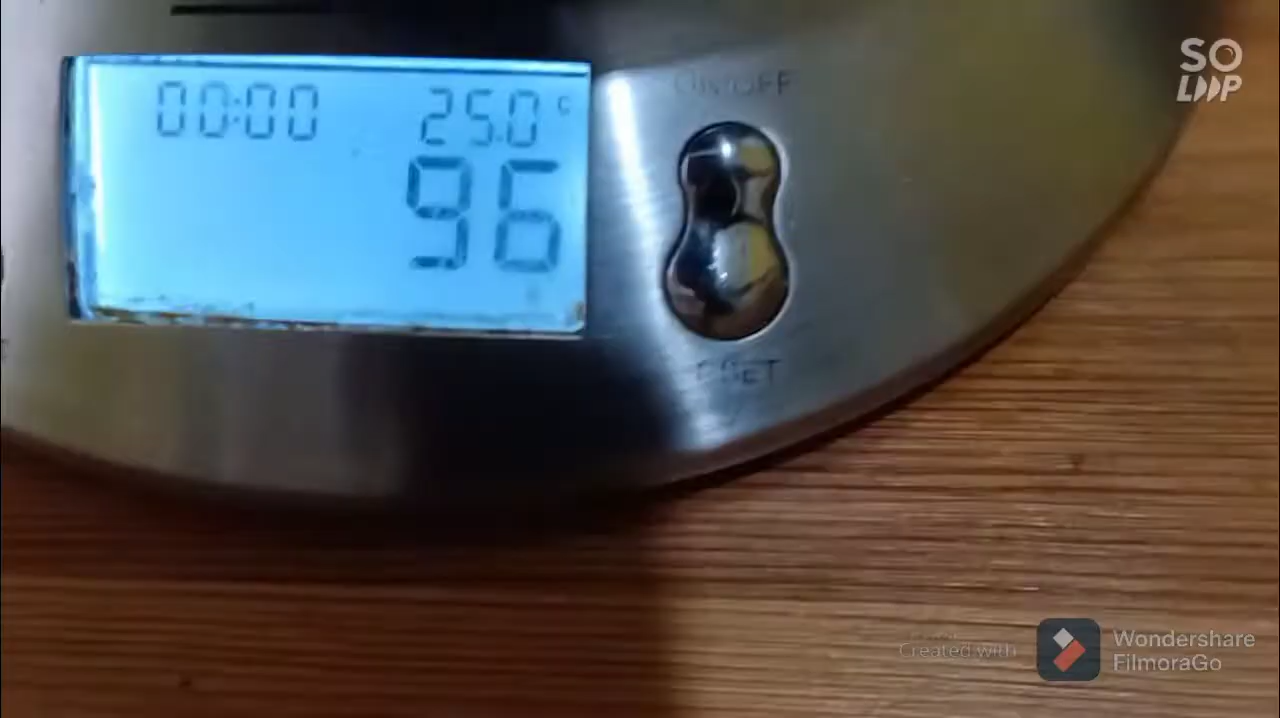 SO
LOOP
00:00 25.0 °C
96
ON/OFF
Created with
Wondershare
FilmoraGo